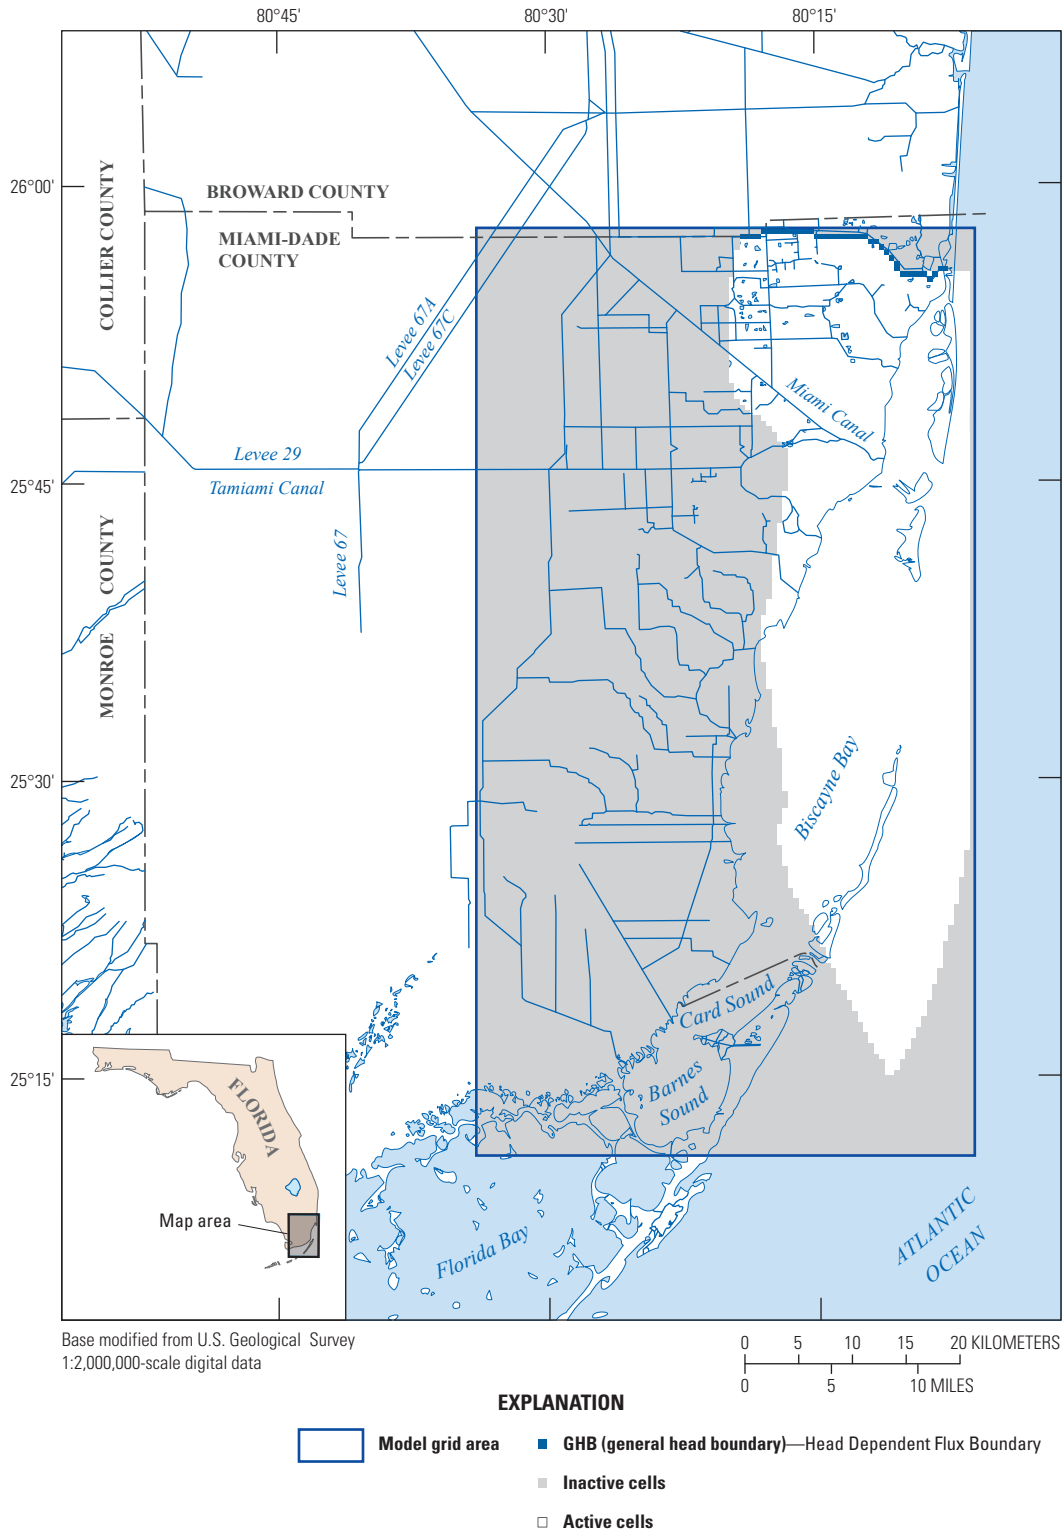 80°45'
80°30'
80°15'
26°00'
25°45'
25°30'
25°15'
COLLIER COUNTY
BROWARD COUNTY
MIAMI-DADE
COUNTY
Levee 67A
Levee 67C
Miami Canal
Levee 29
Tamiami Canal
Levee 67
MONROE COUNTY
Biscayne Bay
Card Sound
Barnes
Sound
FLORIDA
Map area
Florida Bay
ATLANTIC
OCEAN
Base modified from U.S. Geological Survey
1:2,000,000-scale digital data
0 5 10 15 20 KILOMETERS
0 5 10 MILES
EXPLANATION
Model grid area
GHB (general head boundary)—Head Dependent Flux Boundary
Inactive cells
Active cells